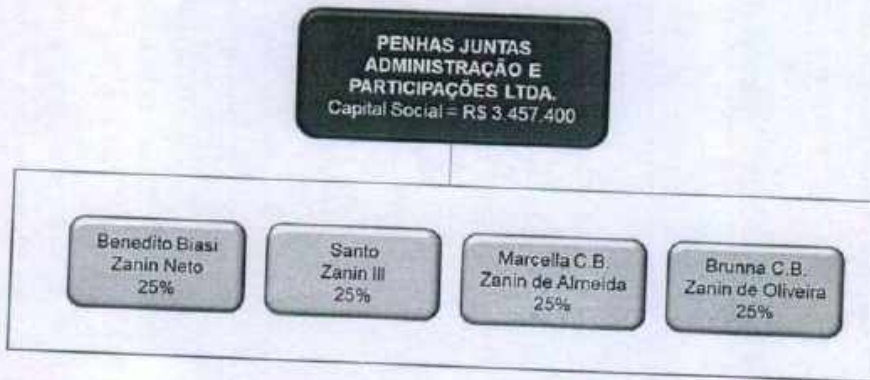 PENHAS JUNTAS
ADMINISTRAÇÃO E
PARTICIPAÇÕES LTDA.
Capital Social = R$ 3.457.400
Benedito Biasi
Zanin Neto
25%
Santo
Zanin III
25%
Marcella C.B.
Zanin de Almeida
25%
Brunna C.B.
Zanin de Oliveira
25%